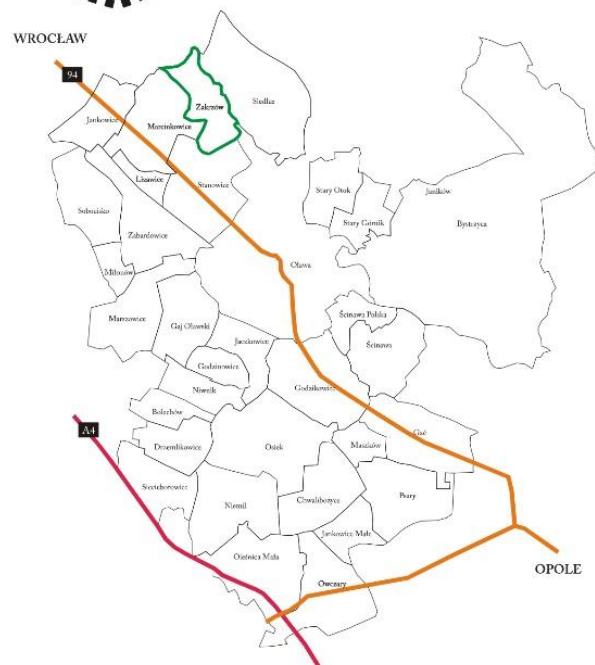 WROCŁAW
94
Zakrzów
Siedlce
Jankowice
Marcinkowice
Lizawice
Stanowice
Stary Otok
Janików
Sobocisko
Stary Górnik
Bystrzyca
Zabardowice
Oława
Miłonów
Marszowice
Gaj Oławski
Ścinawa Polska
Jaczkowice
Ścinawa
Godzinowice
Niwnik
Godzikowice
Bolechów
A4
Gać
Drzemlikowice
Osiek
Maszków
Sieciechorowice
Chwalibożyce
Psary
Niemil
Jankowice Małe
Oleśnica Mała
OPOLE
Owczary